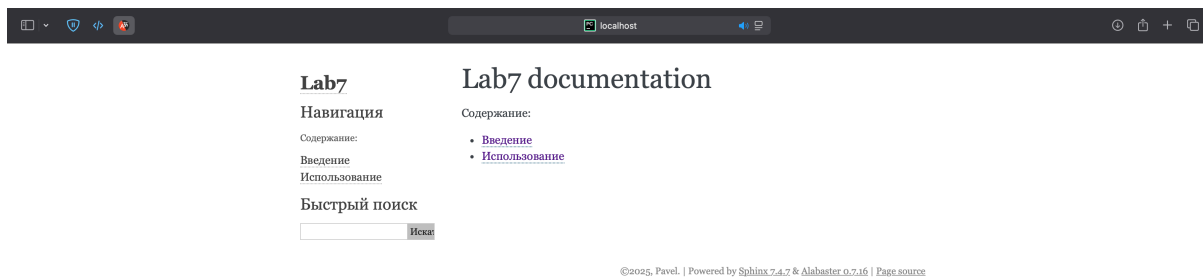 localhost
Lab7
Навигация
Содержание:
Введение
Использование
Быстрый поиск
Искат
Lab7 documentation
Содержание:
• Введение
• Использование
©2025, Pavel. | Powered by Sphinx 7.4.7 & Alabaster 0.7.16 | Page source